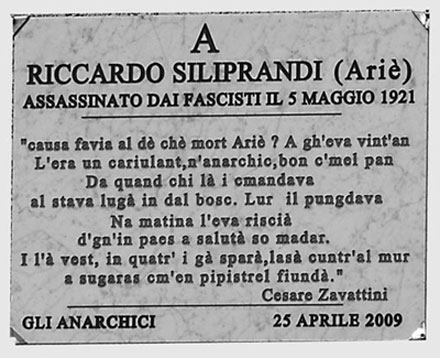 A
RICCARDO SILIPRANDI (Ariè)
ASSASSINATO DAI FASCISTI IL 5 MAGGIO 1921
"causa favia al dè chè mort Ariè ? A gh'eva vint'an
L'era un cariulant,n'anarchic,bon c'mel pan
Da quand chi là i cmandava
al stava lugà in dal bosc. Lur il pungdava
Na matina l'eva riscià
d'gn'in paes a salutà so madar.
I l'à vest, in quatr' i gà sparà,lasà cuntr'al mur
a sugaras cm'en pipistrel fiundà."
Cesare Zavattini
GLI ANARCHICI 25 APRILE 2009